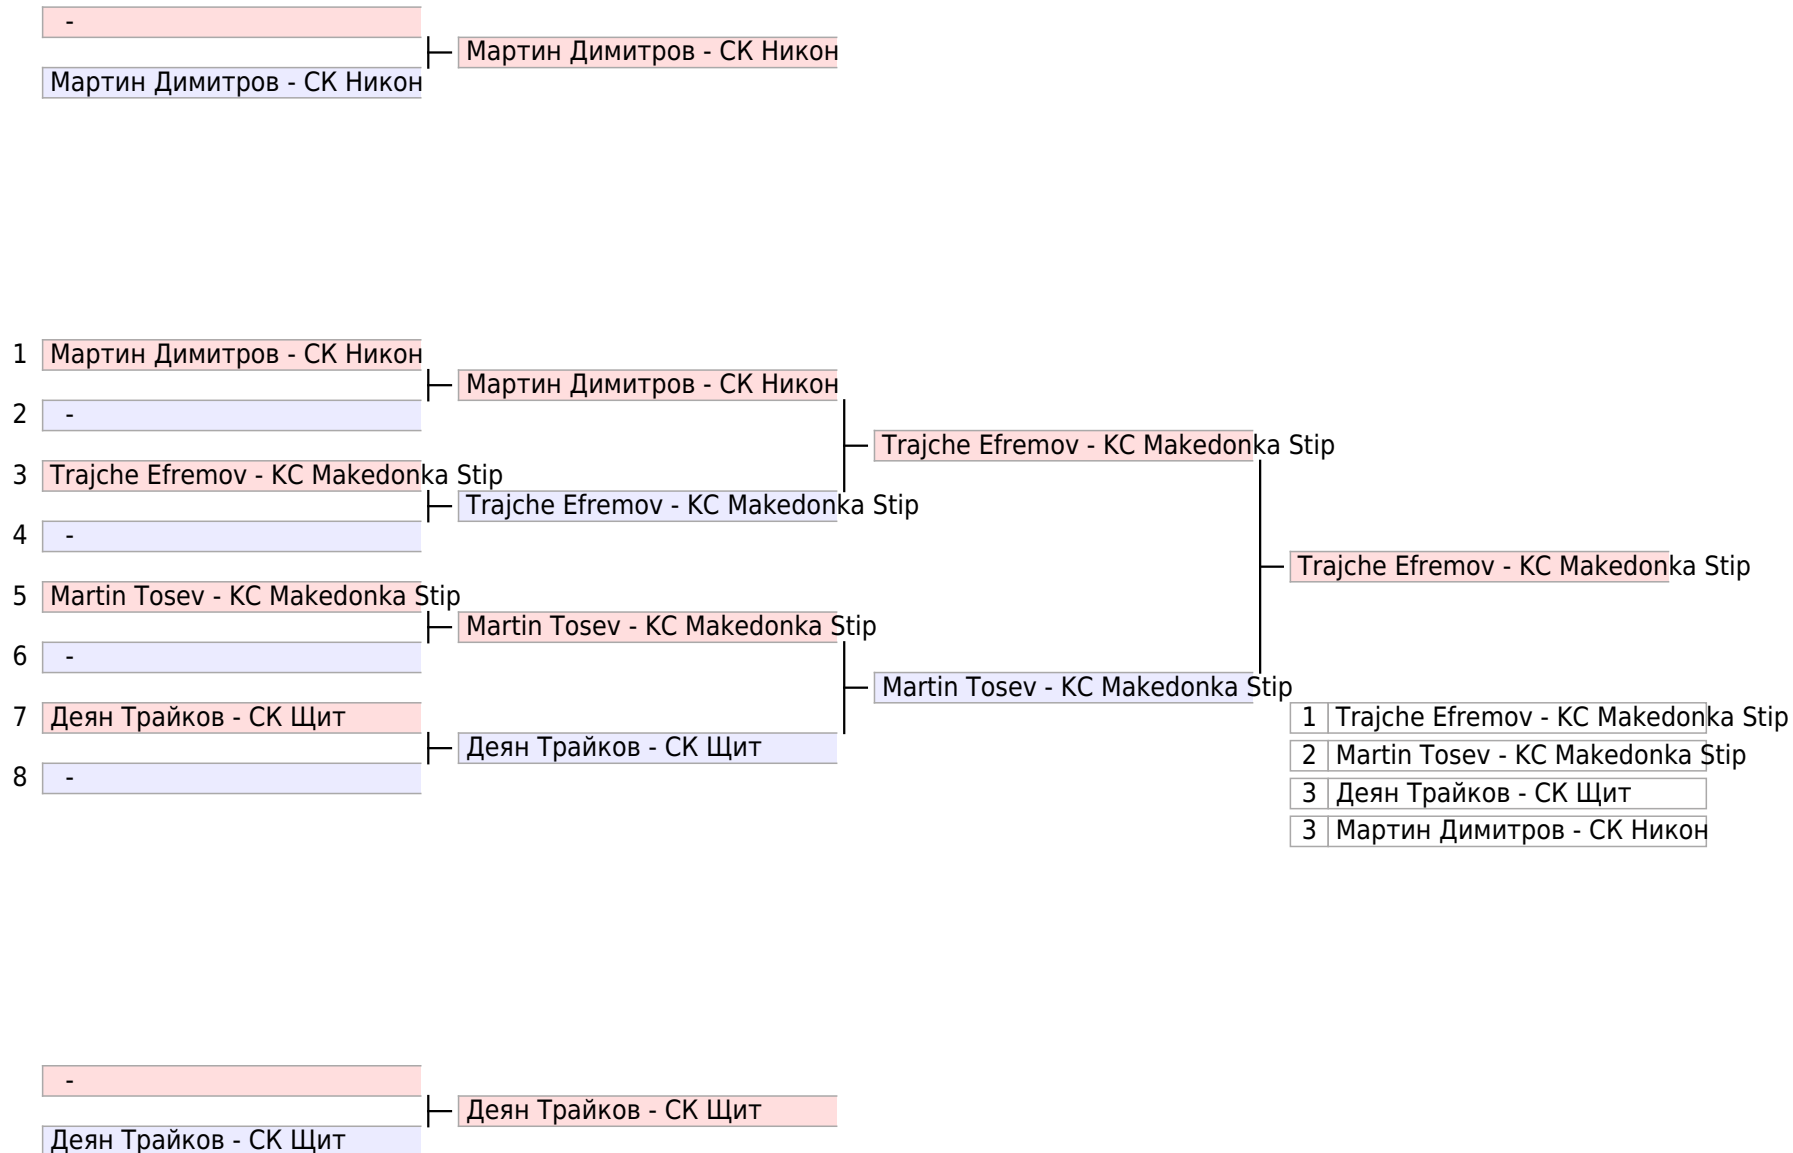 -
Мартин Димитров - СК Никон
Мартин Димитров - СК Никон
1 Мартин Димитров - СК Никон
Мартин Димитров - СК Никон
2 -
Trajche Efremov - KC Makedonka Stip
3 Trajche Efremov - KC Makedonka Stip
Trajche Efremov - KC Makedonka Stip
4 -
Trajche Efremov - KC Makedonka Stip
5 Martin Tosev - KC Makedonka Stip
Martin Tosev - KC Makedonka Stip
6 -
Martin Tosev - KC Makedonka Stip
7 Деян Трайков - СК Щит
1 Trajche Efremov - KC Makedonka Stip
Деян Трайков - СК Щит
2 Martin Tosev - KC Makedonka Stip
8 -
3 Деян Трайков - СК Щит
3 Мартин Димитров - СК Никон
-
Деян Трайков - СК Щит
Деян Трайков - СК Щит